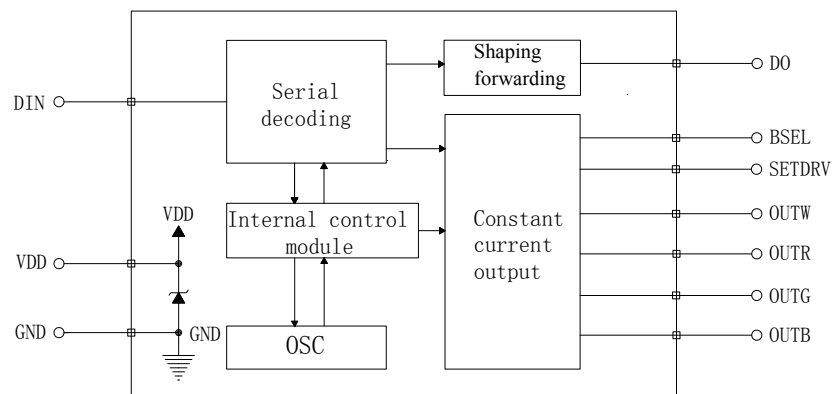 Shaping
forwarding
DO
DIN
Serial
decoding
BSEL
SETDRV
VDD
Internal control
module
Constant
current
output
OUTW
VDD
OUTR
OUTG
GND
GND
OSC
OUTB